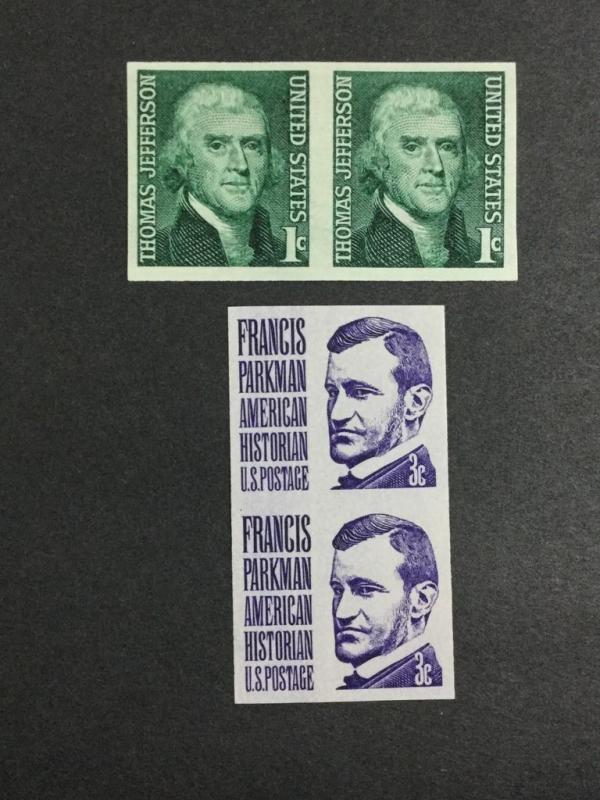 THOMAS JEFFERSON
UNITED STATES
1c
THOMAS JEFFERSON
UNITED STATES
1c
FRANCIS
PARKMAN
AMERICAN
HISTORIAN
U.S.POSTAGE
3c
FRANCIS
PARKMAN
AMERICAN
HISTORIAN
U.S.POSTAGE
3c